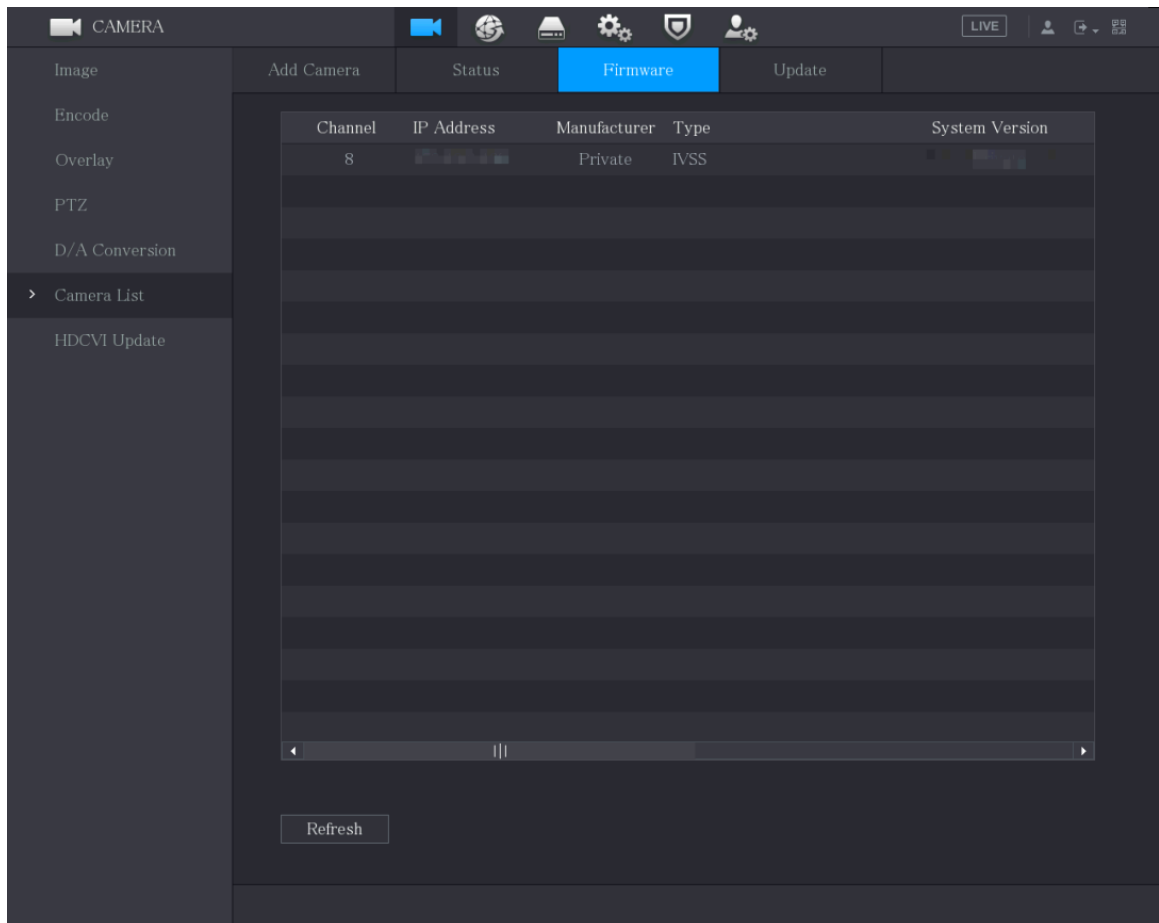 CAMERA LIVE
Image Add Camera Status Firmware Update
Encode
Channel IP Address Manufacturer Type System Version
Overlay 8 Private IVSS
PTZ
D/A Conversion
Camera List
HDCVI Update
Refresh